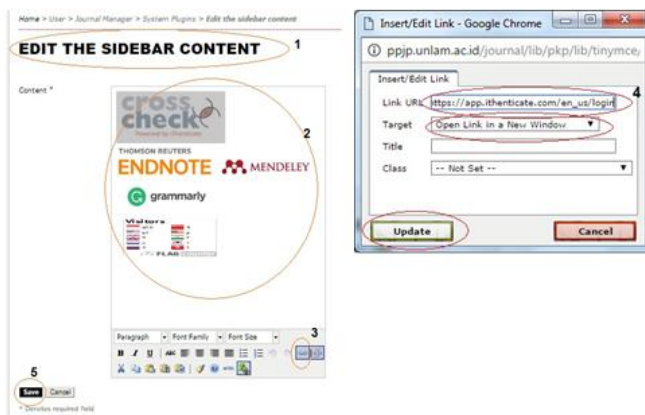 Home > User > Journal Manager > System Plugins > Edit the sidebar content
EDIT THE SIDEBAR CONTENT
1
Content *
cross
check
Powered by iThenticate
2
THOMSON REUTERS
ENDNOTE
MENDELEY
G grammarly
Visitors
FLAG counter
Paragraph
Font Family
Font Size
3
B I U ABC
5
Save
Cancel
* Denotes required field
Insert/Edit Link - Google Chrome
ppjp.unlam.ac.id/journal/lib/pkp/lib/tinymce/
Insert/Edit Link
4
Link URL
https://app.ithenticate.com/en_us/login
Target
Open Link in a New Window
Title
Class
-- Not Set --
Update
Cancel